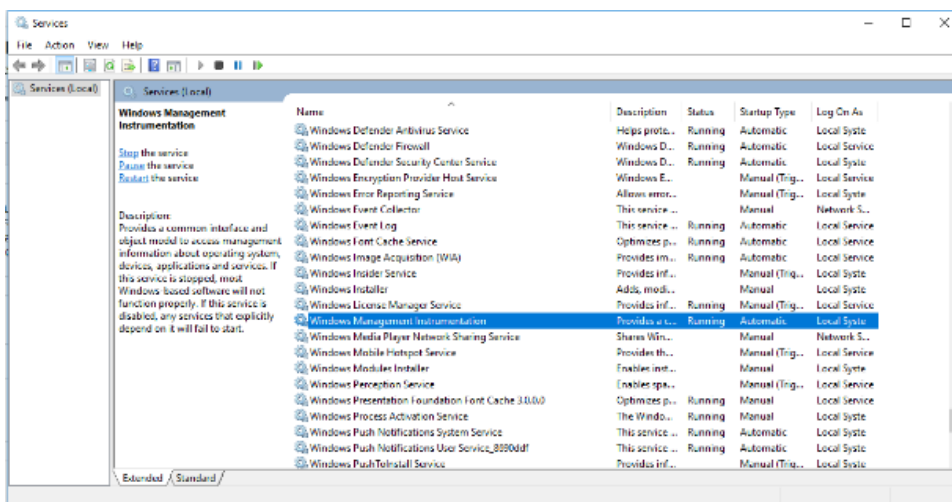 Services
File Action View Help
Services (Local)
Services (Local)
Windows Management
Instrumentation
Stop the service
Pause the service
Restart the service
Description:
Provides a common interface and
object model to access management
information about operating system,
devices, applications and services. If
this service is stopped, most
Windows-based software will not
function properly. If this service is
disabled, any services that explicitly
depend on it will fail to start.
Name Description Status Startup Type Log On As
Windows Defender Antivirus Service Helps prote... Running Automatic Local Syste
Windows Defender Firewall Windows D... Running Automatic Local Service
Windows Defender Security Center Service Windows D... Running Automatic Local Syste
Windows Encryption Provider Host Service Windows E... Manual (Trig... Local Service
Windows Error Reporting Service Allows error... Manual (Trig... Local Syste
Windows Event Collector This service ... Manual Network S...
Windows Event Log This service ... Running Automatic Local Service
Windows Font Cache Service Optimizes p... Running Automatic Local Service
Windows Image Acquisition (WIA) Provides im... Running Automatic Local Service
Windows Insider Service Provides inf... Manual (Trig... Local Syste
Windows Installer Adds, modi... Manual Local Syste
Windows License Manager Service Provides inf... Running Manual (Trig... Local Service
Windows Management Instrumentation Provides a c... Running Automatic Local Syste
Windows Media Player Network Sharing Service Shares Win... Manual Network S...
Windows Mobile Hotspot Service Provides th... Manual (Trig... Local Service
Windows Modules Installer Enables inst... Manual Local Syste
Windows Perception Service Enables spa... Manual (Trig... Local Service
Windows Presentation Foundation Font Cache 3.0.0.0 Optimizes p... Running Manual Local Service
Windows Process Activation Service The Windo... Running Manual Local Syste
Windows Push Notifications System Service This service ... Running Automatic Local Syste
Windows Push Notifications User Service_8690ddf This service ... Running Automatic Local Syste
Windows PushToInstall Service Provides inf... Manual (Trig... Local Syste
Extended Standard